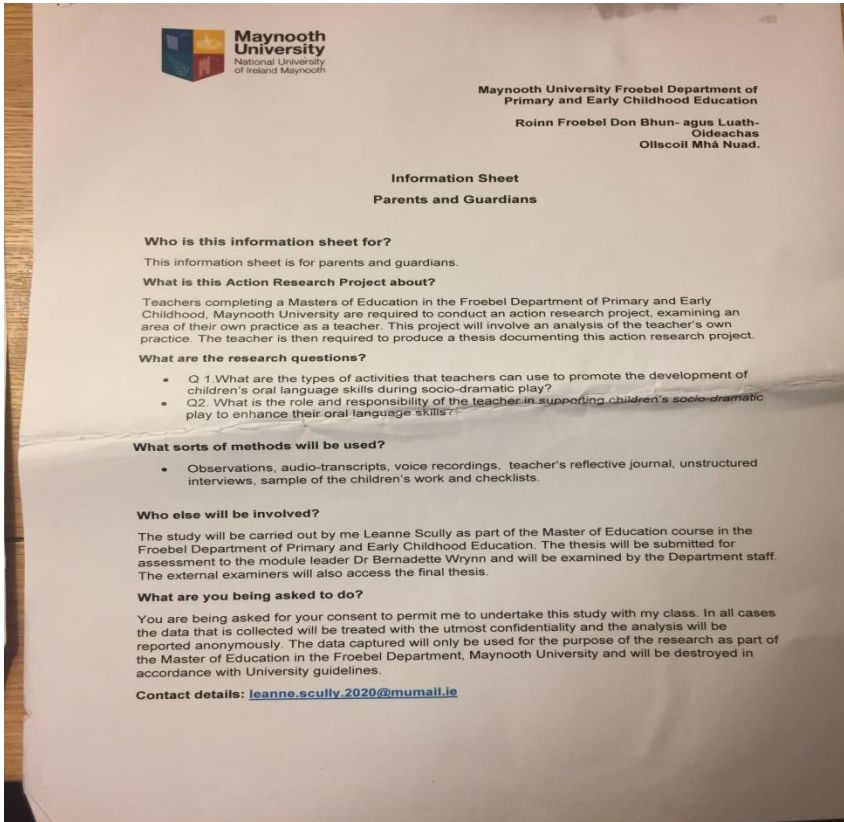 Maynooth
University
National University
of Ireland Maynooth
Maynooth University Froebel Department of
Primary and Early Childhood Education
Roinn Froebel Don Bhun- agus Luath-
Oideachas
Ollscoil Mhá Nuad.
Information Sheet
Parents and Guardians
Who is this information sheet for?
This information sheet is for parents and guardians.
What is this Action Research Project about?
Teachers completing a Masters of Education in the Froebel Department of Primary and Early
Childhood, Maynooth University are required to conduct an action research project, examining an
area of their own practice as a teacher. This project will involve an analysis of the teacher's own
practice. The teacher is then required to produce a thesis documenting this action research project.
What are the research questions?
• Q 1.What are the types of activities that teachers can use to promote the development of
children's oral language skills during socio-dramatic play?
• Q2. What is the role and responsibility of the teacher in supporting children's socio-dramatic
play to enhance their oral language skills?
What sorts of methods will be used?
• Observations, audio-transcripts, voice recordings, teacher's reflective journal, unstructured
interviews, sample of the children's work and checklists.
Who else will be involved?
The study will be carried out by me Leanne Scully as part of the Master of Education course in the
Froebel Department of Primary and Early Childhood Education. The thesis will be submitted for
assessment to the module leader Dr Bernadette Wrynn and will be examined by the Department staff.
The external examiners will also access the final thesis.
What are you being asked to do?
You are being asked for your consent to permit me to undertake this study with my class. In all cases
the data that is collected will be treated with the utmost confidentiality and the analysis will be
reported anonymously. The data captured will only be used for the purpose of the research as part of
the Master of Education in the Froebel Department, Maynooth University and will be destroyed in
accordance with University guidelines.
Contact details: leanne.scully.2020@mumail.ie